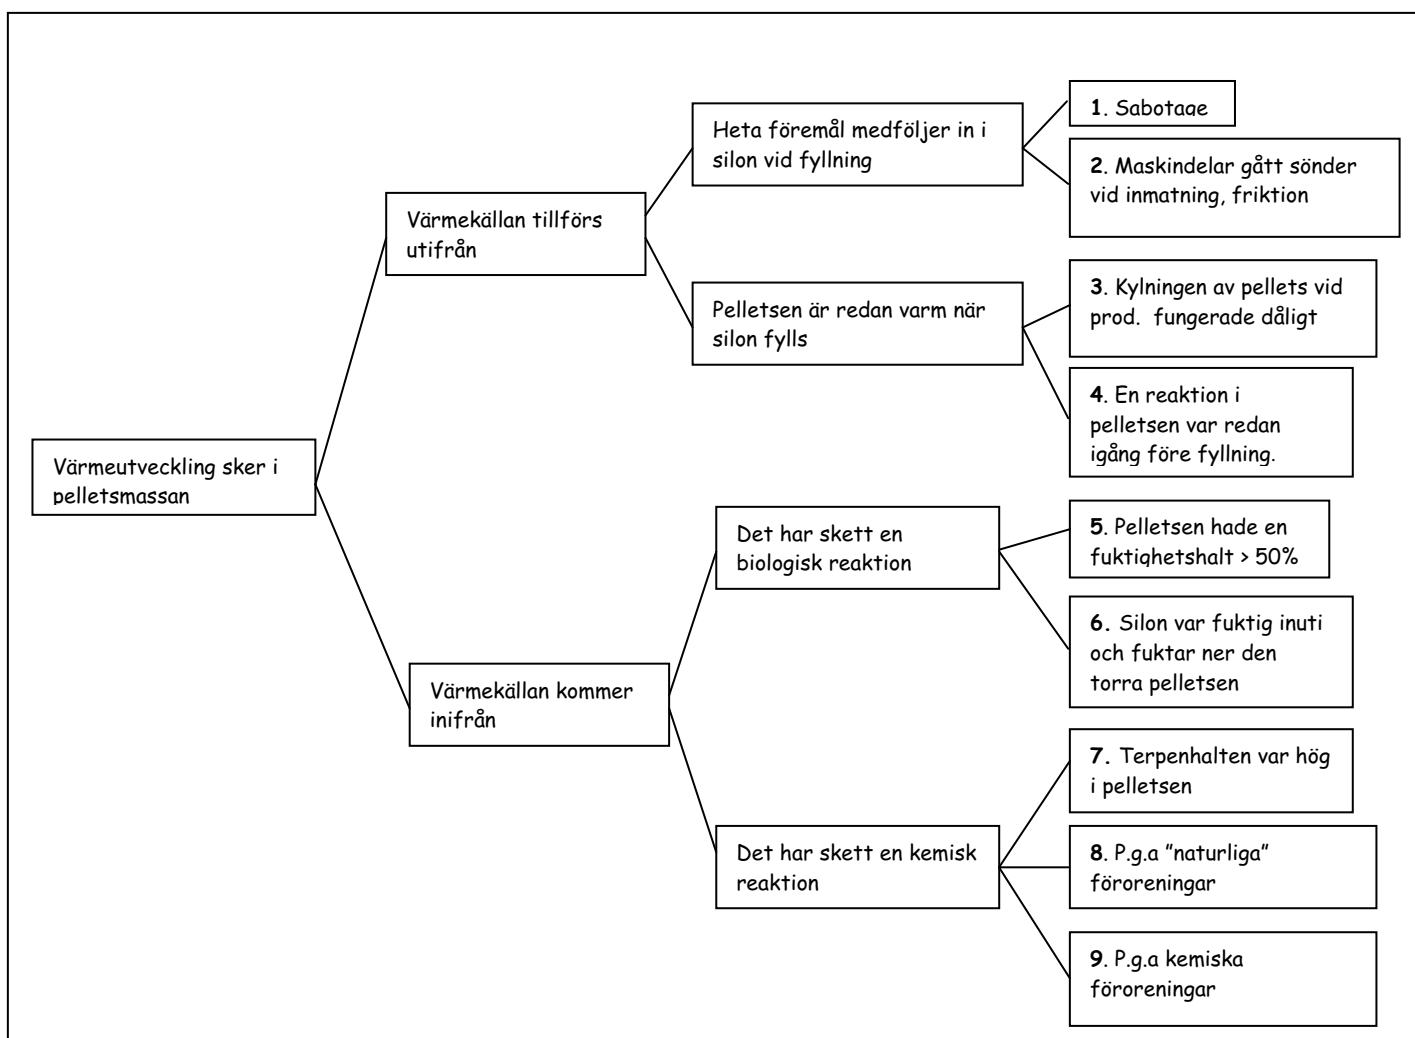 Värmeutveckling sker i
pelletsmassan
Värmekällan tillförs
utifrån
Värmekällan kommer
inifrån
Heta föremål medföljer in i
silon vid fyllning
Pelletsen är redan varm när
silon fylls
Det har skett en
biologisk reaktion
Det har skett en kemisk
reaktion
1. Sabotage
2. Maskindelar gått sönder
vid inmatning, friktion
3. Kylningen av pellets vid
prod. fungerade dåligt
4. En reaktion i
pelletsen var redan
igång före fyllning.
5. Pelletsen hade en
fuktighetshalt > 50%
6. Silon var fuktig inuti
och fuktar ner den
torra pelletsen
7. Terpenhalten var hög
i pelletsen
8. P.g.a ”naturliga”
föroreningar
9. P.g.a kemiska
föroreningar